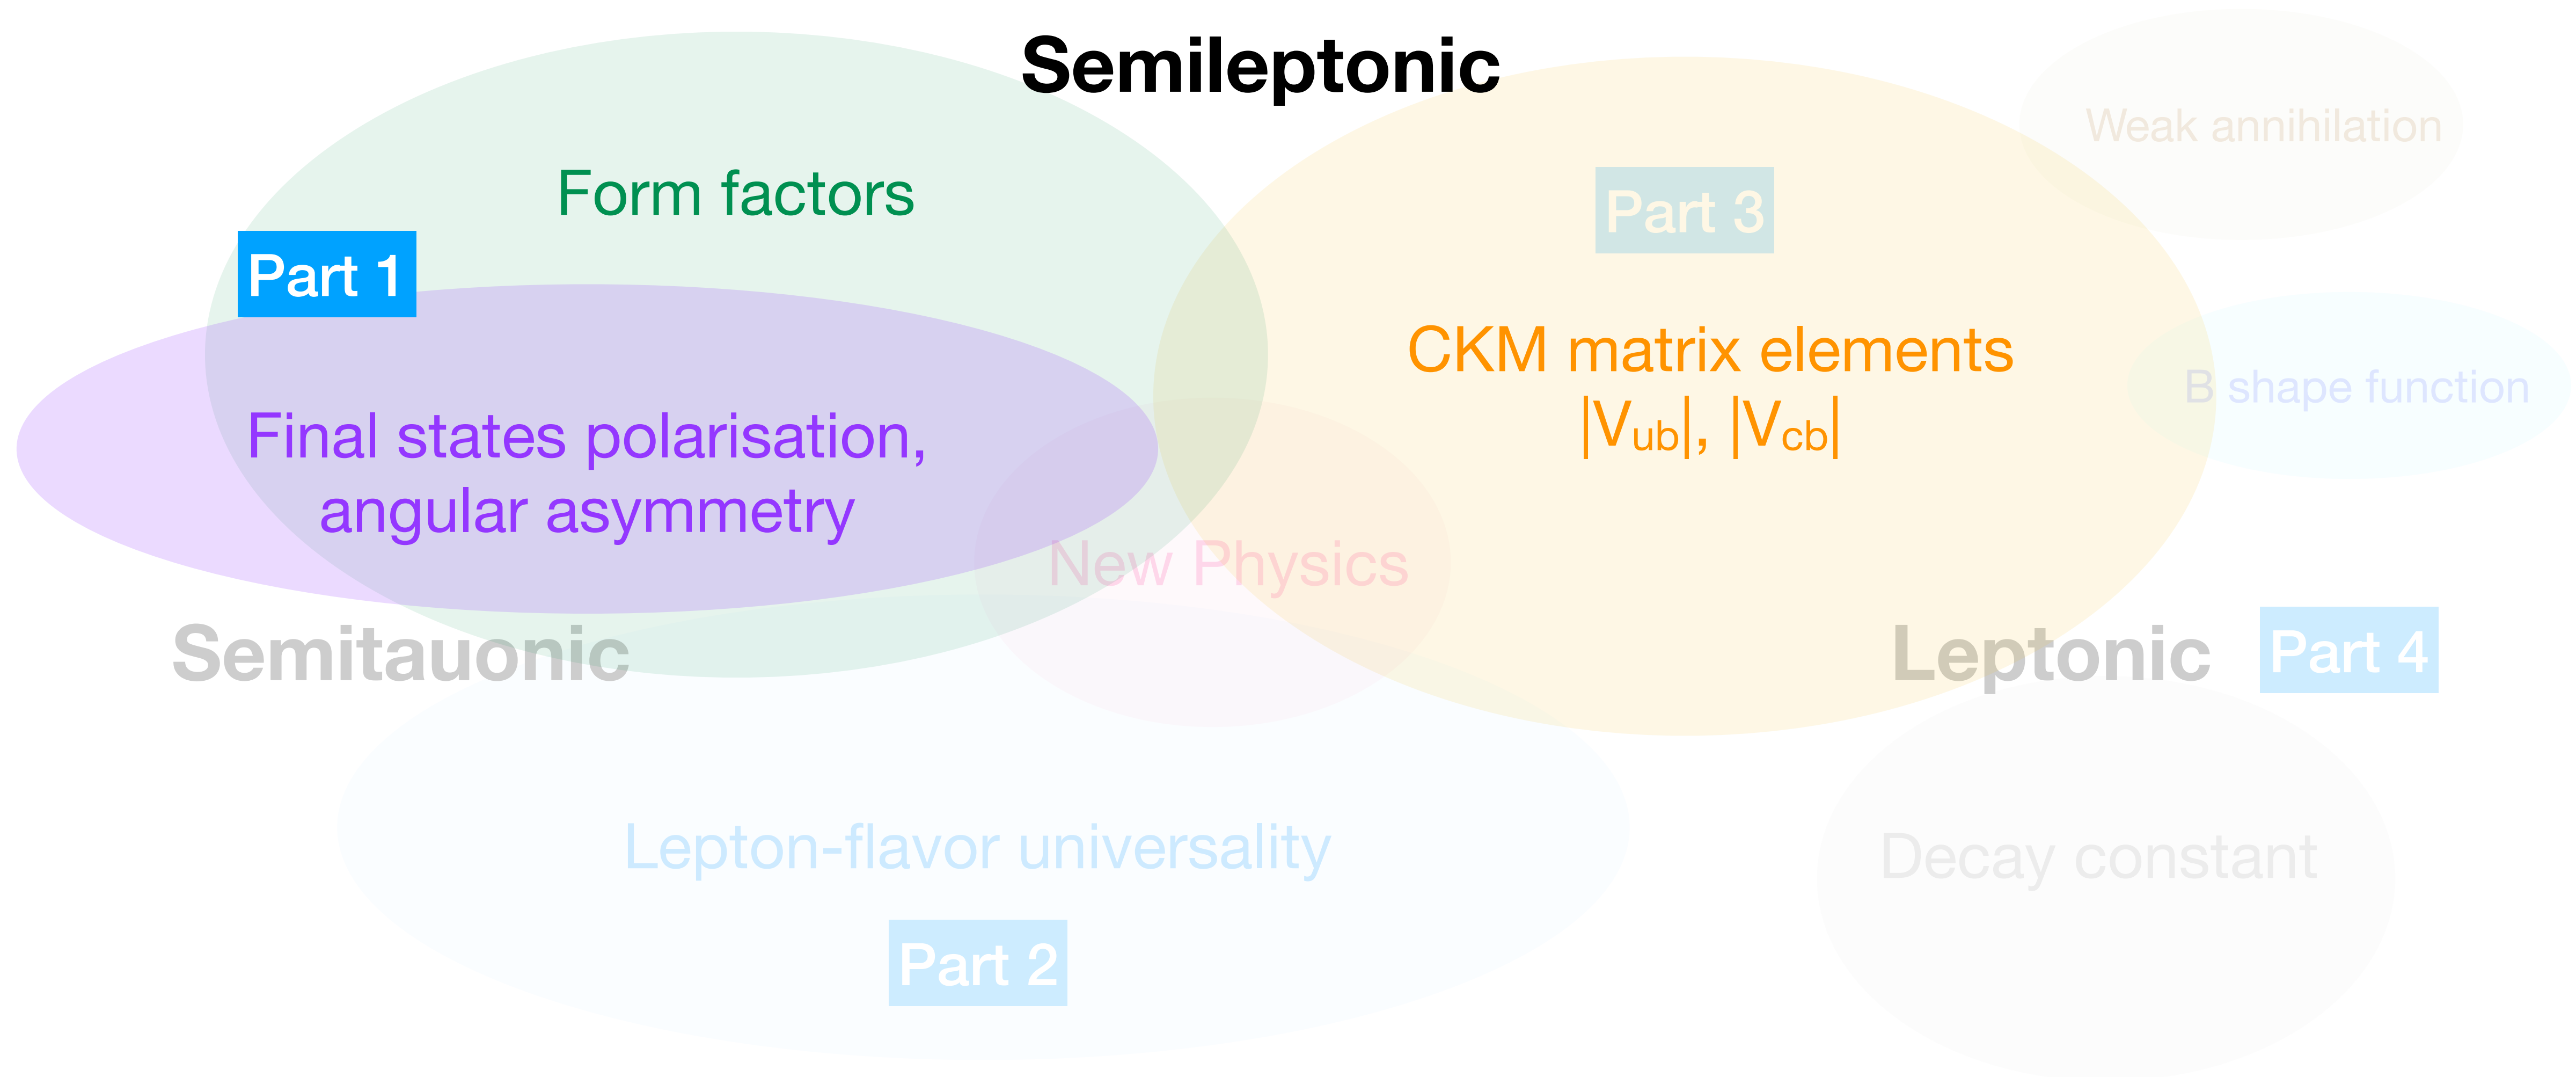 Semileptonic
Weak annihilation
Form factors
Part 3
Part 1
CKM matrix elements
|Vub|, |Vcb|
B shape function
Final states polarisation,
angular asymmetry
New Physics
Semitauonic
Leptonic
Part 4
Lepton-flavor universality
Decay constant
Part 2